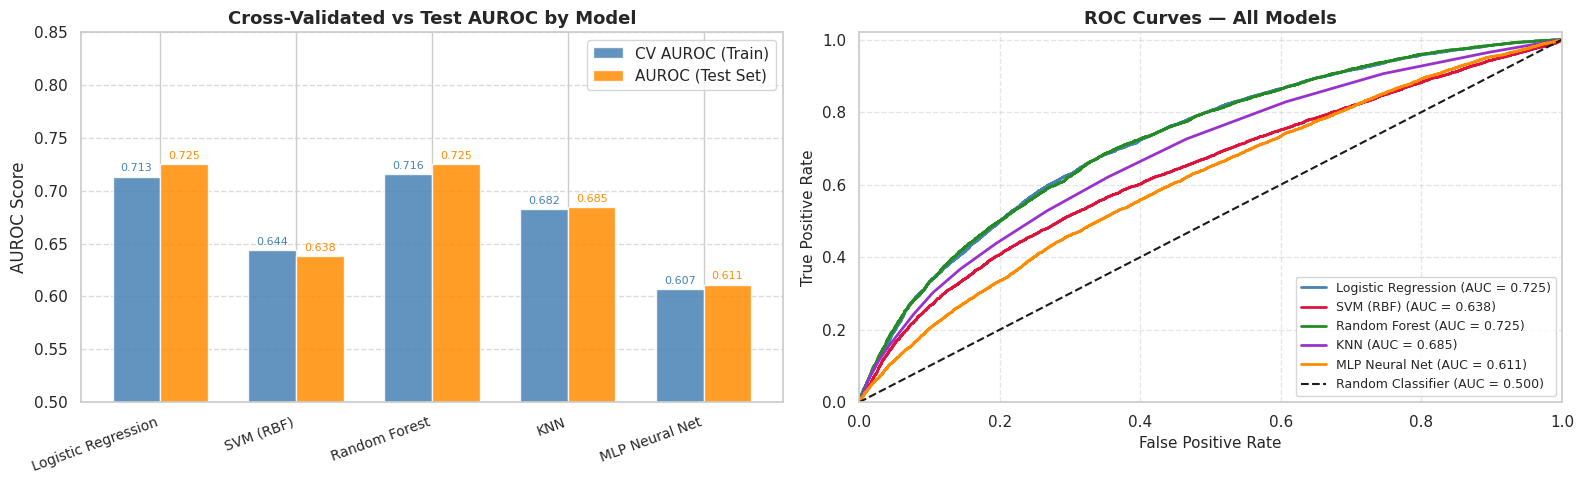 Cross-Validated vs Test AUROC by Model
AUROC Score
0.85
0.80
0.75
0.70
0.65
0.60
0.55
0.50
CV AUROC (Train)
AUROC (Test Set)
0.713
0.725
0.644
0.638
0.716
0.725
0.682
0.685
0.607
0.611
Logistic Regression
SVM (RBF)
Random Forest
KNN
MLP Neural Net
ROC Curves — All Models
True Positive Rate
1.0
0.8
0.6
0.4
0.2
0.0
Logistic Regression (AUC = 0.725)
SVM (RBF) (AUC = 0.638)
Random Forest (AUC = 0.725)
KNN (AUC = 0.685)
MLP Neural Net (AUC = 0.611)
Random Classifier (AUC = 0.500)
0.0
0.2
0.4
0.6
0.8
1.0
False Positive Rate